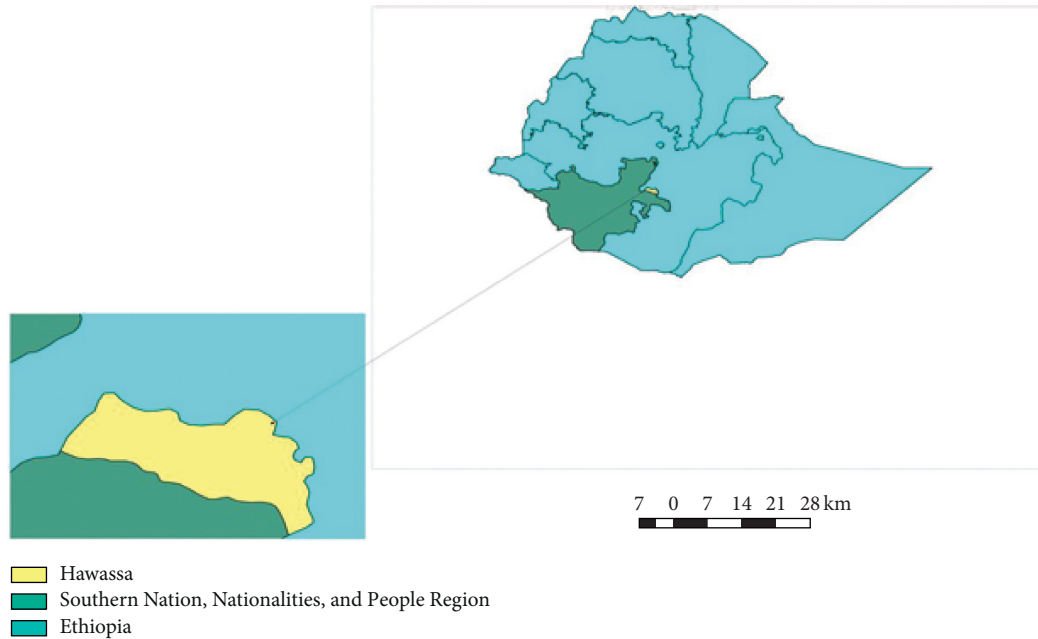 7 0 7 14 21 28 km
Hawassa
Southern Nation, Nationalities, and People Region
Ethiopia